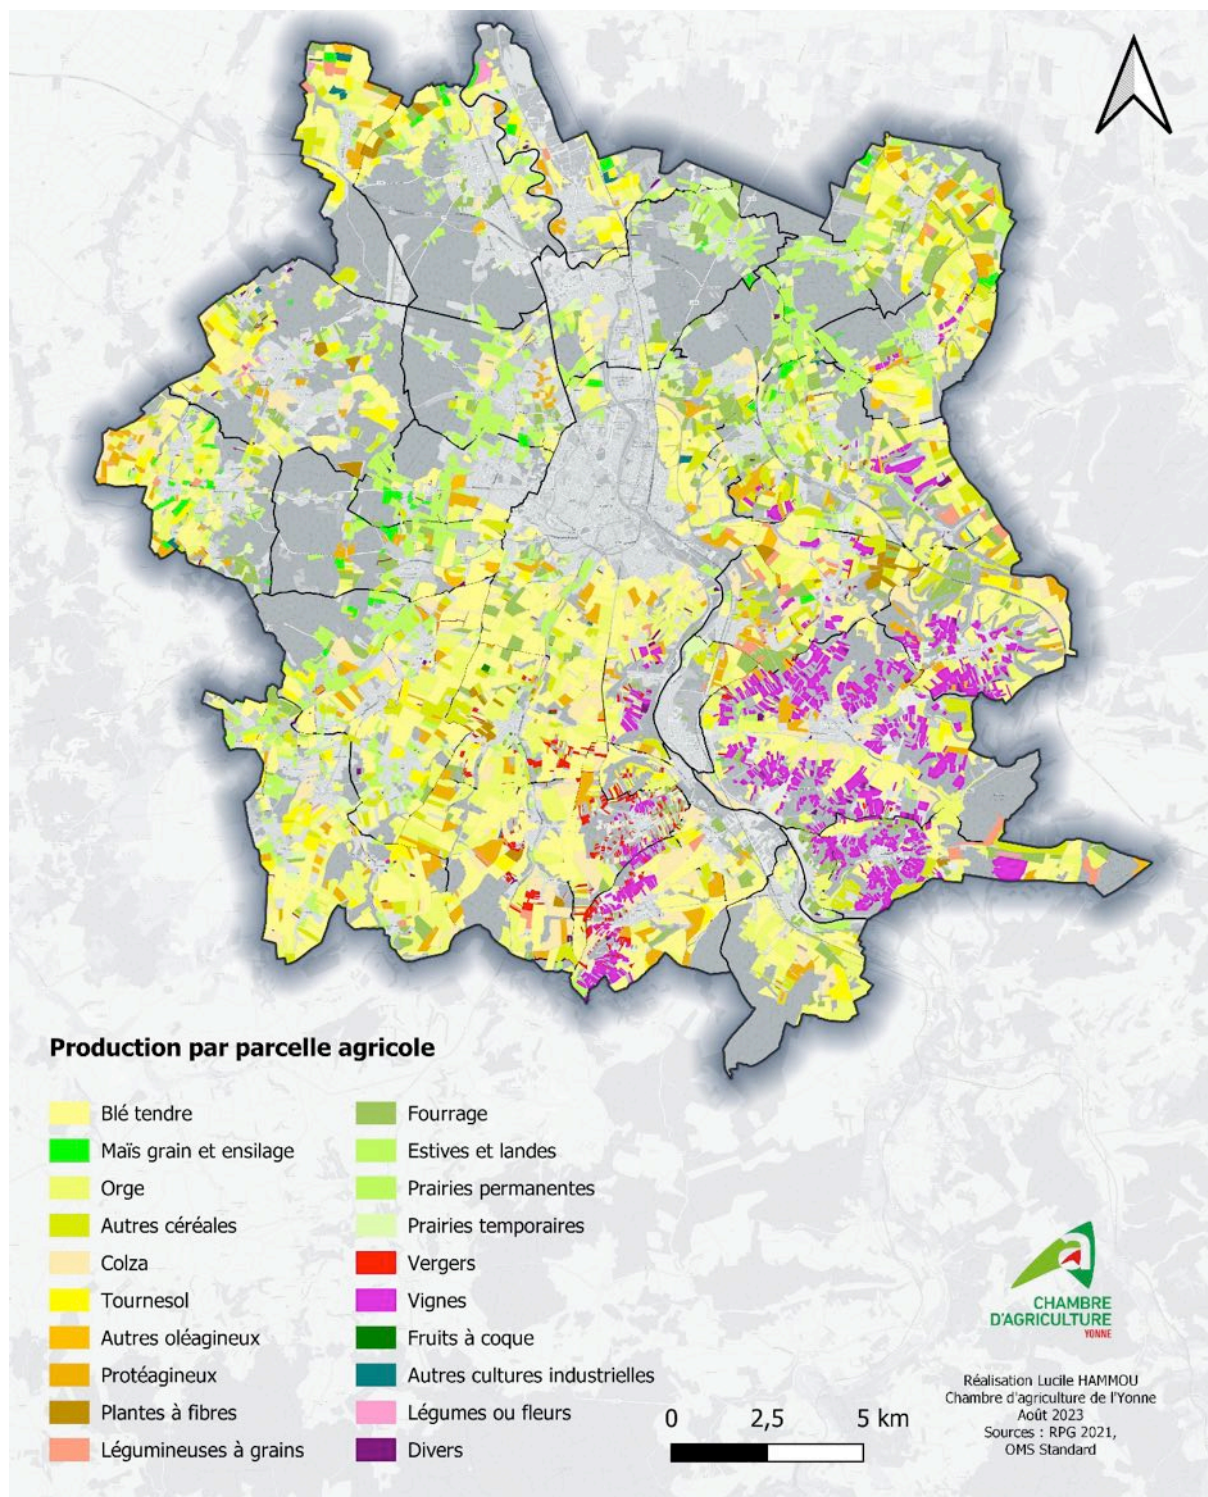 Production par parcelle agricole
Blé tendre
Maïs grain et ensilage
Orge
Autres céréales
Colza
Tournesol
Autres oléagineux
Protéagineux
Plantes à fibres
Légumineuses à grains
Fourrage
Estives et landes
Prairies permanentes
Prairies temporaires
Vergers
Vignes
Fruits à coque
Autres cultures industrielles
Légumes ou fleurs
Divers
0 2,5 5 km
a
CHAMBRE
D'AGRICULTURE
YONNE
Réalisation Lucile HAMMOU
Chambre d'agriculture de l'Yonne
Août 2023
Sources : RPG 2021,
OMS Standard